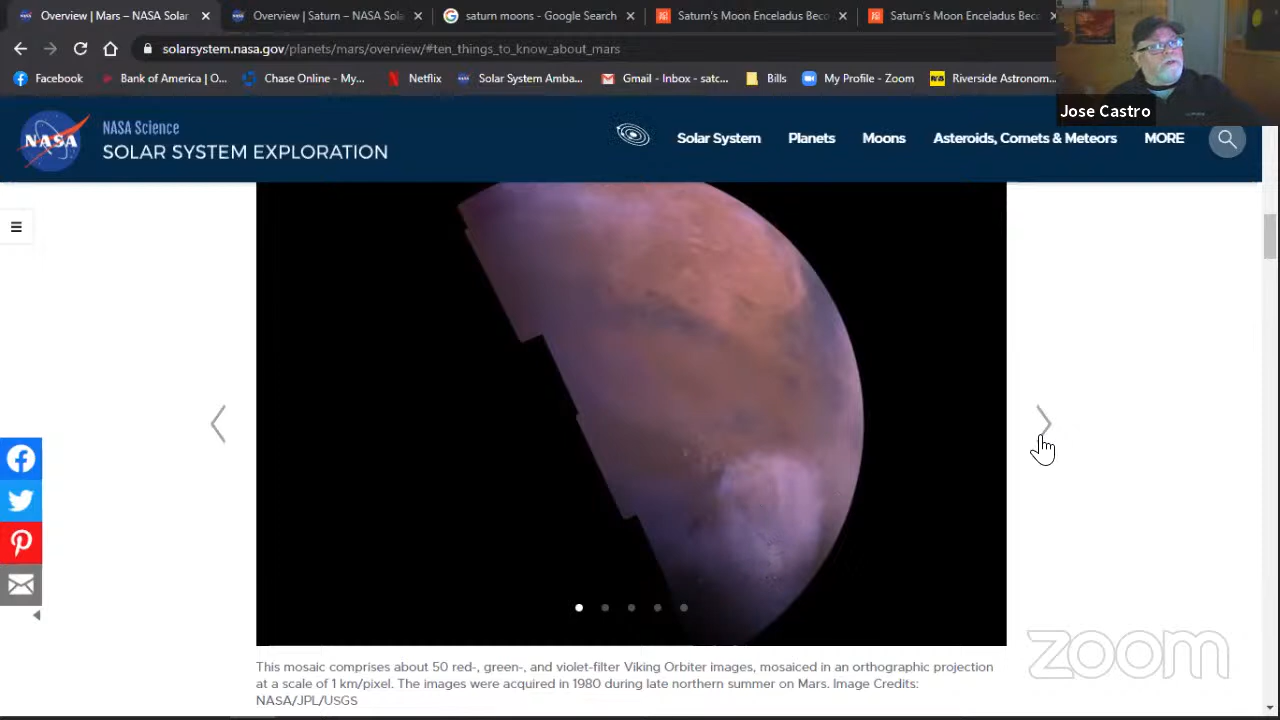 Overview | Mars – NASA Solar
Overview | Saturn – NASA Sola
saturn moons - Google Search
Saturn's Moon Enceladus Beco
Saturn's Moon Enceladus Beco
solarsystem.nasa.gov/planets/mars/overview/#ten_things_to_know_about_mars
Facebook
Bank of America | O...
Chase Online - My...
Netflix
Solar System Amba...
Gmail - Inbox - satc...
Bills
My Profile - Zoom
Riverside Astronom...
Jose Castro
NASA
NASA Science
SOLAR SYSTEM EXPLORATION
Solar System
Planets
Moons
Asteroids, Comets & Meteors
MORE
This mosaic comprises about 50 red-, green-, and violet-filter Viking Orbiter images, mosaiced in an orthographic projection
at a scale of 1 km/pixel. The images were acquired in 1980 during late northern summer on Mars. Image Credits:
NASA/JPL/USGS
zoom